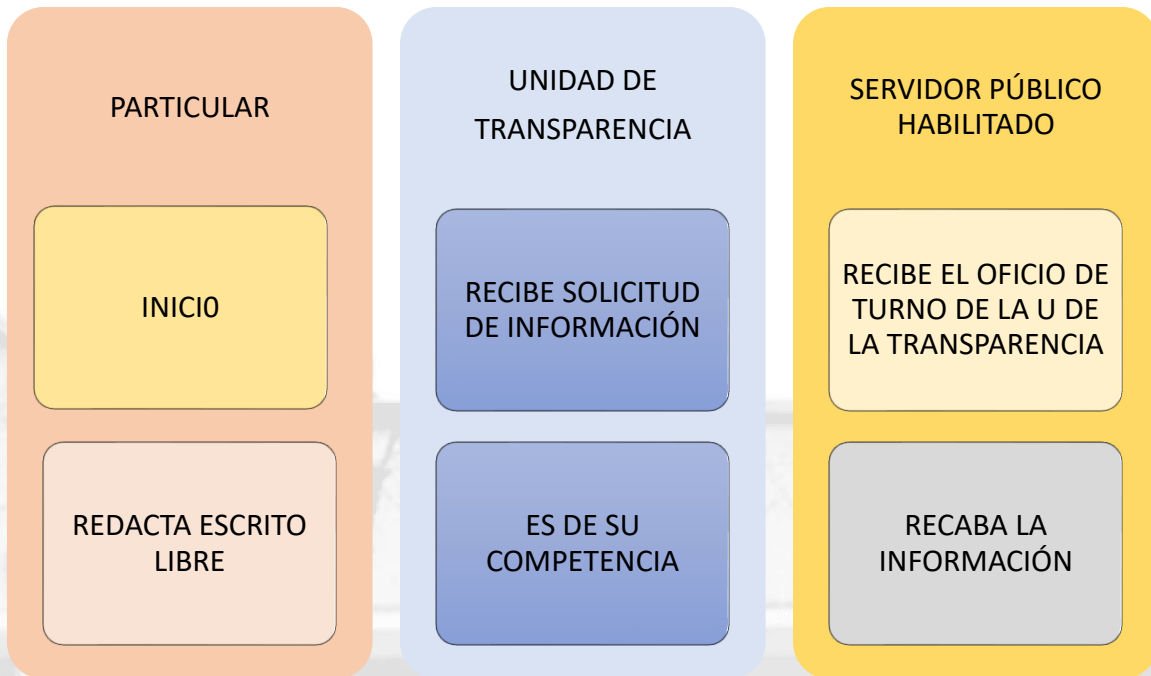 PARTICULAR
INICI0
REDACTA ESCRITO
LIBRE
UNIDAD DE
TRANSPARENCIA
RECIBE SOLICITUD
DE INFORMACIÓN
ES DE SU
COMPETENCIA
SERVIDOR PÚBLICO
HABILITADO
RECIBE EL OFICIO DE
TURNO DE LA U DE
LA TRANSPARENCIA
RECABA LA
INFORMACIÓN